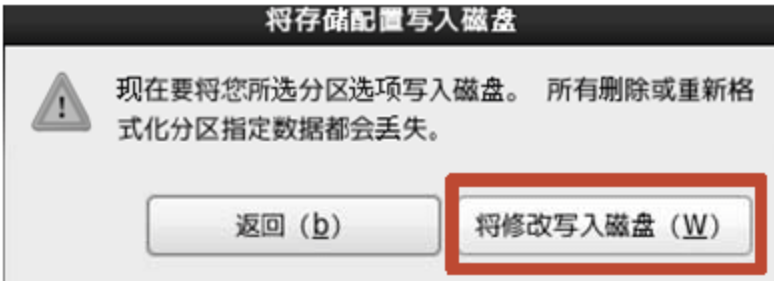 将存储配置写入磁盘
现在要将您所选分区选项写入磁盘。 所有删除或重新格
式化分区指定数据都会丢失。
返回（b） 将修改写入磁盘（W）